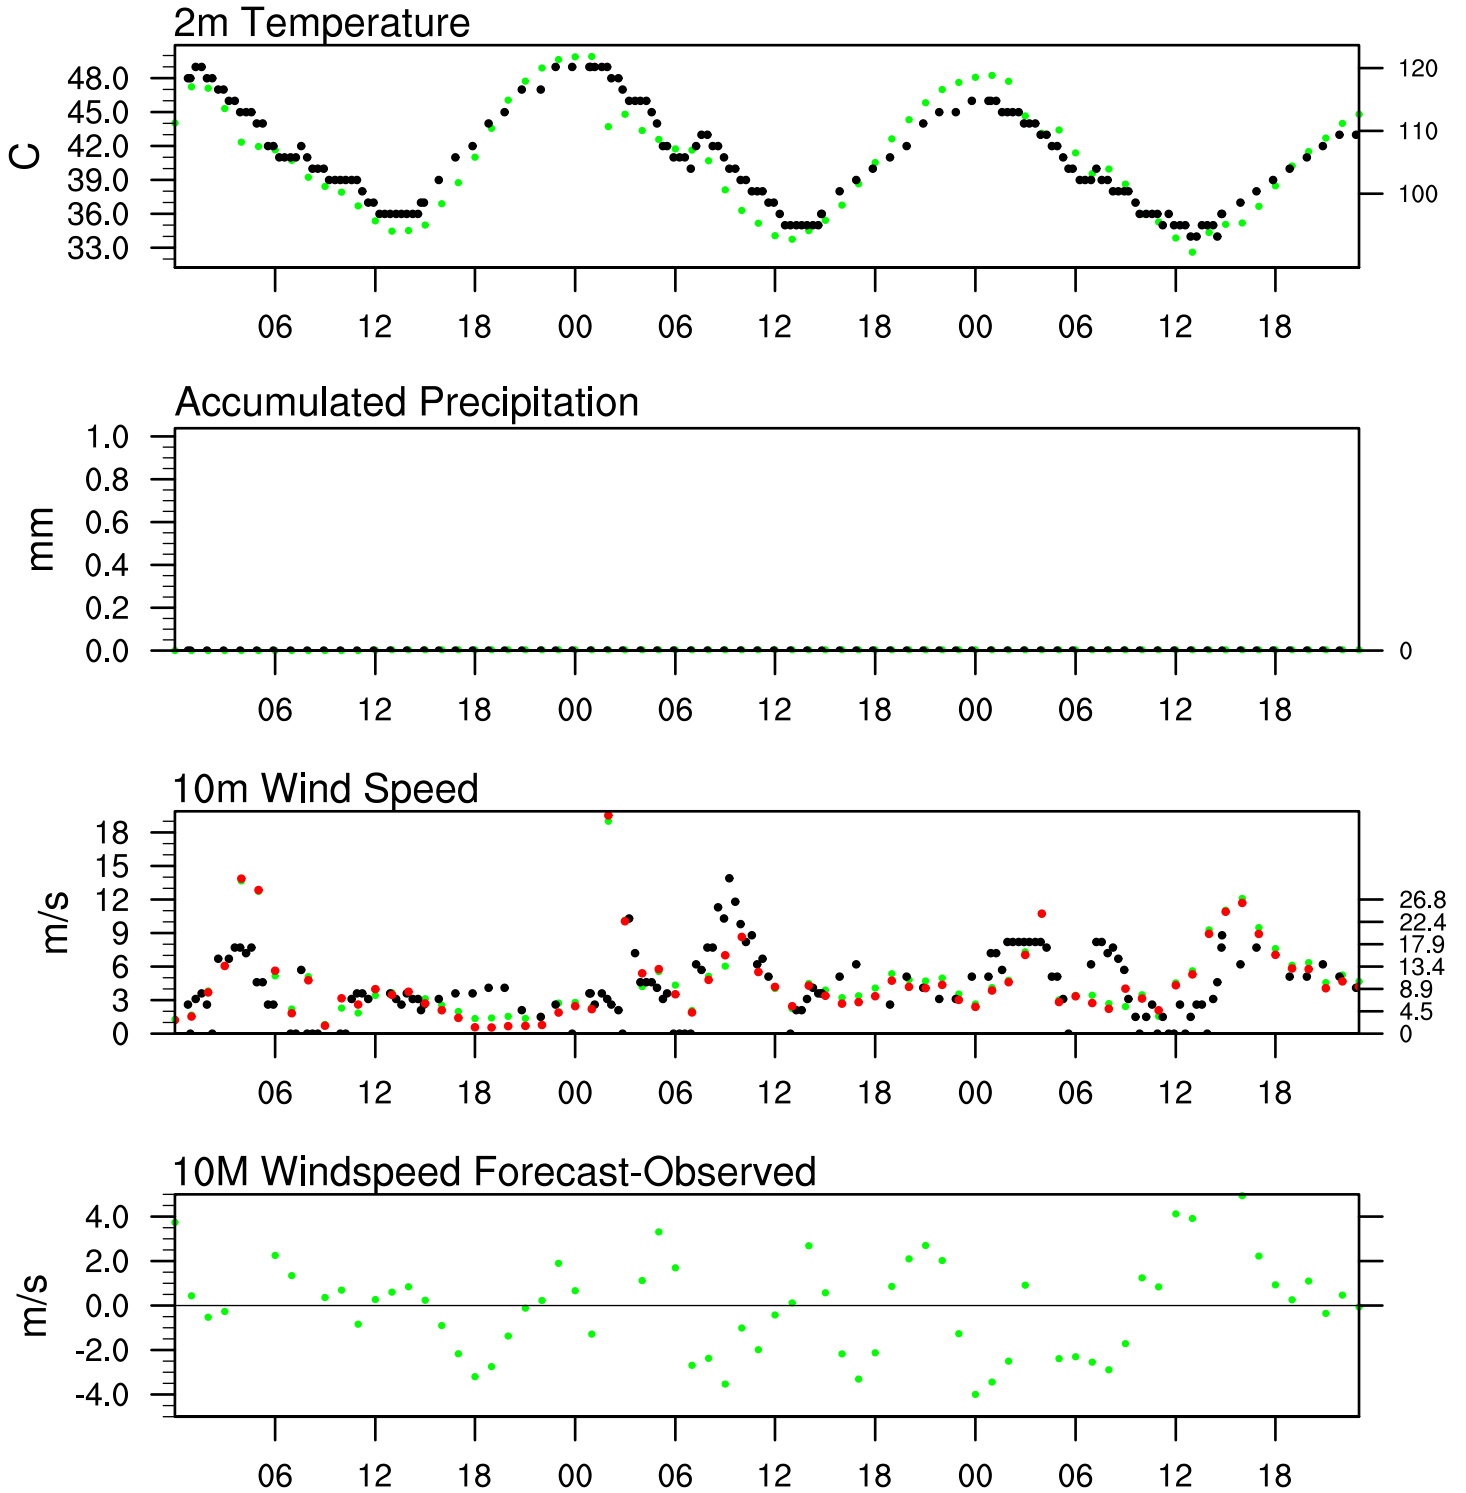 2m Temperature
C
48.0
45.0
42.0
39.0
36.0
33.0
120
110
100
06 12 18 00 06 12 18 00 06 12 18
Accumulated Precipitation
mm
1.0
0.8
0.6
0.4
0.2
0.0
0
06 12 18 00 06 12 18 00 06 12 18
10m Wind Speed
m/s
18
15
12
9
6
3
0
26.8
22.4
17.9
13.4
8.9
4.5
0
06 12 18 00 06 12 18 00 06 12 18
10M Windspeed Forecast-Observed
m/s
4.0
2.0
0.0
-2.0
-4.0
06 12 18 00 06 12 18 00 06 12 18